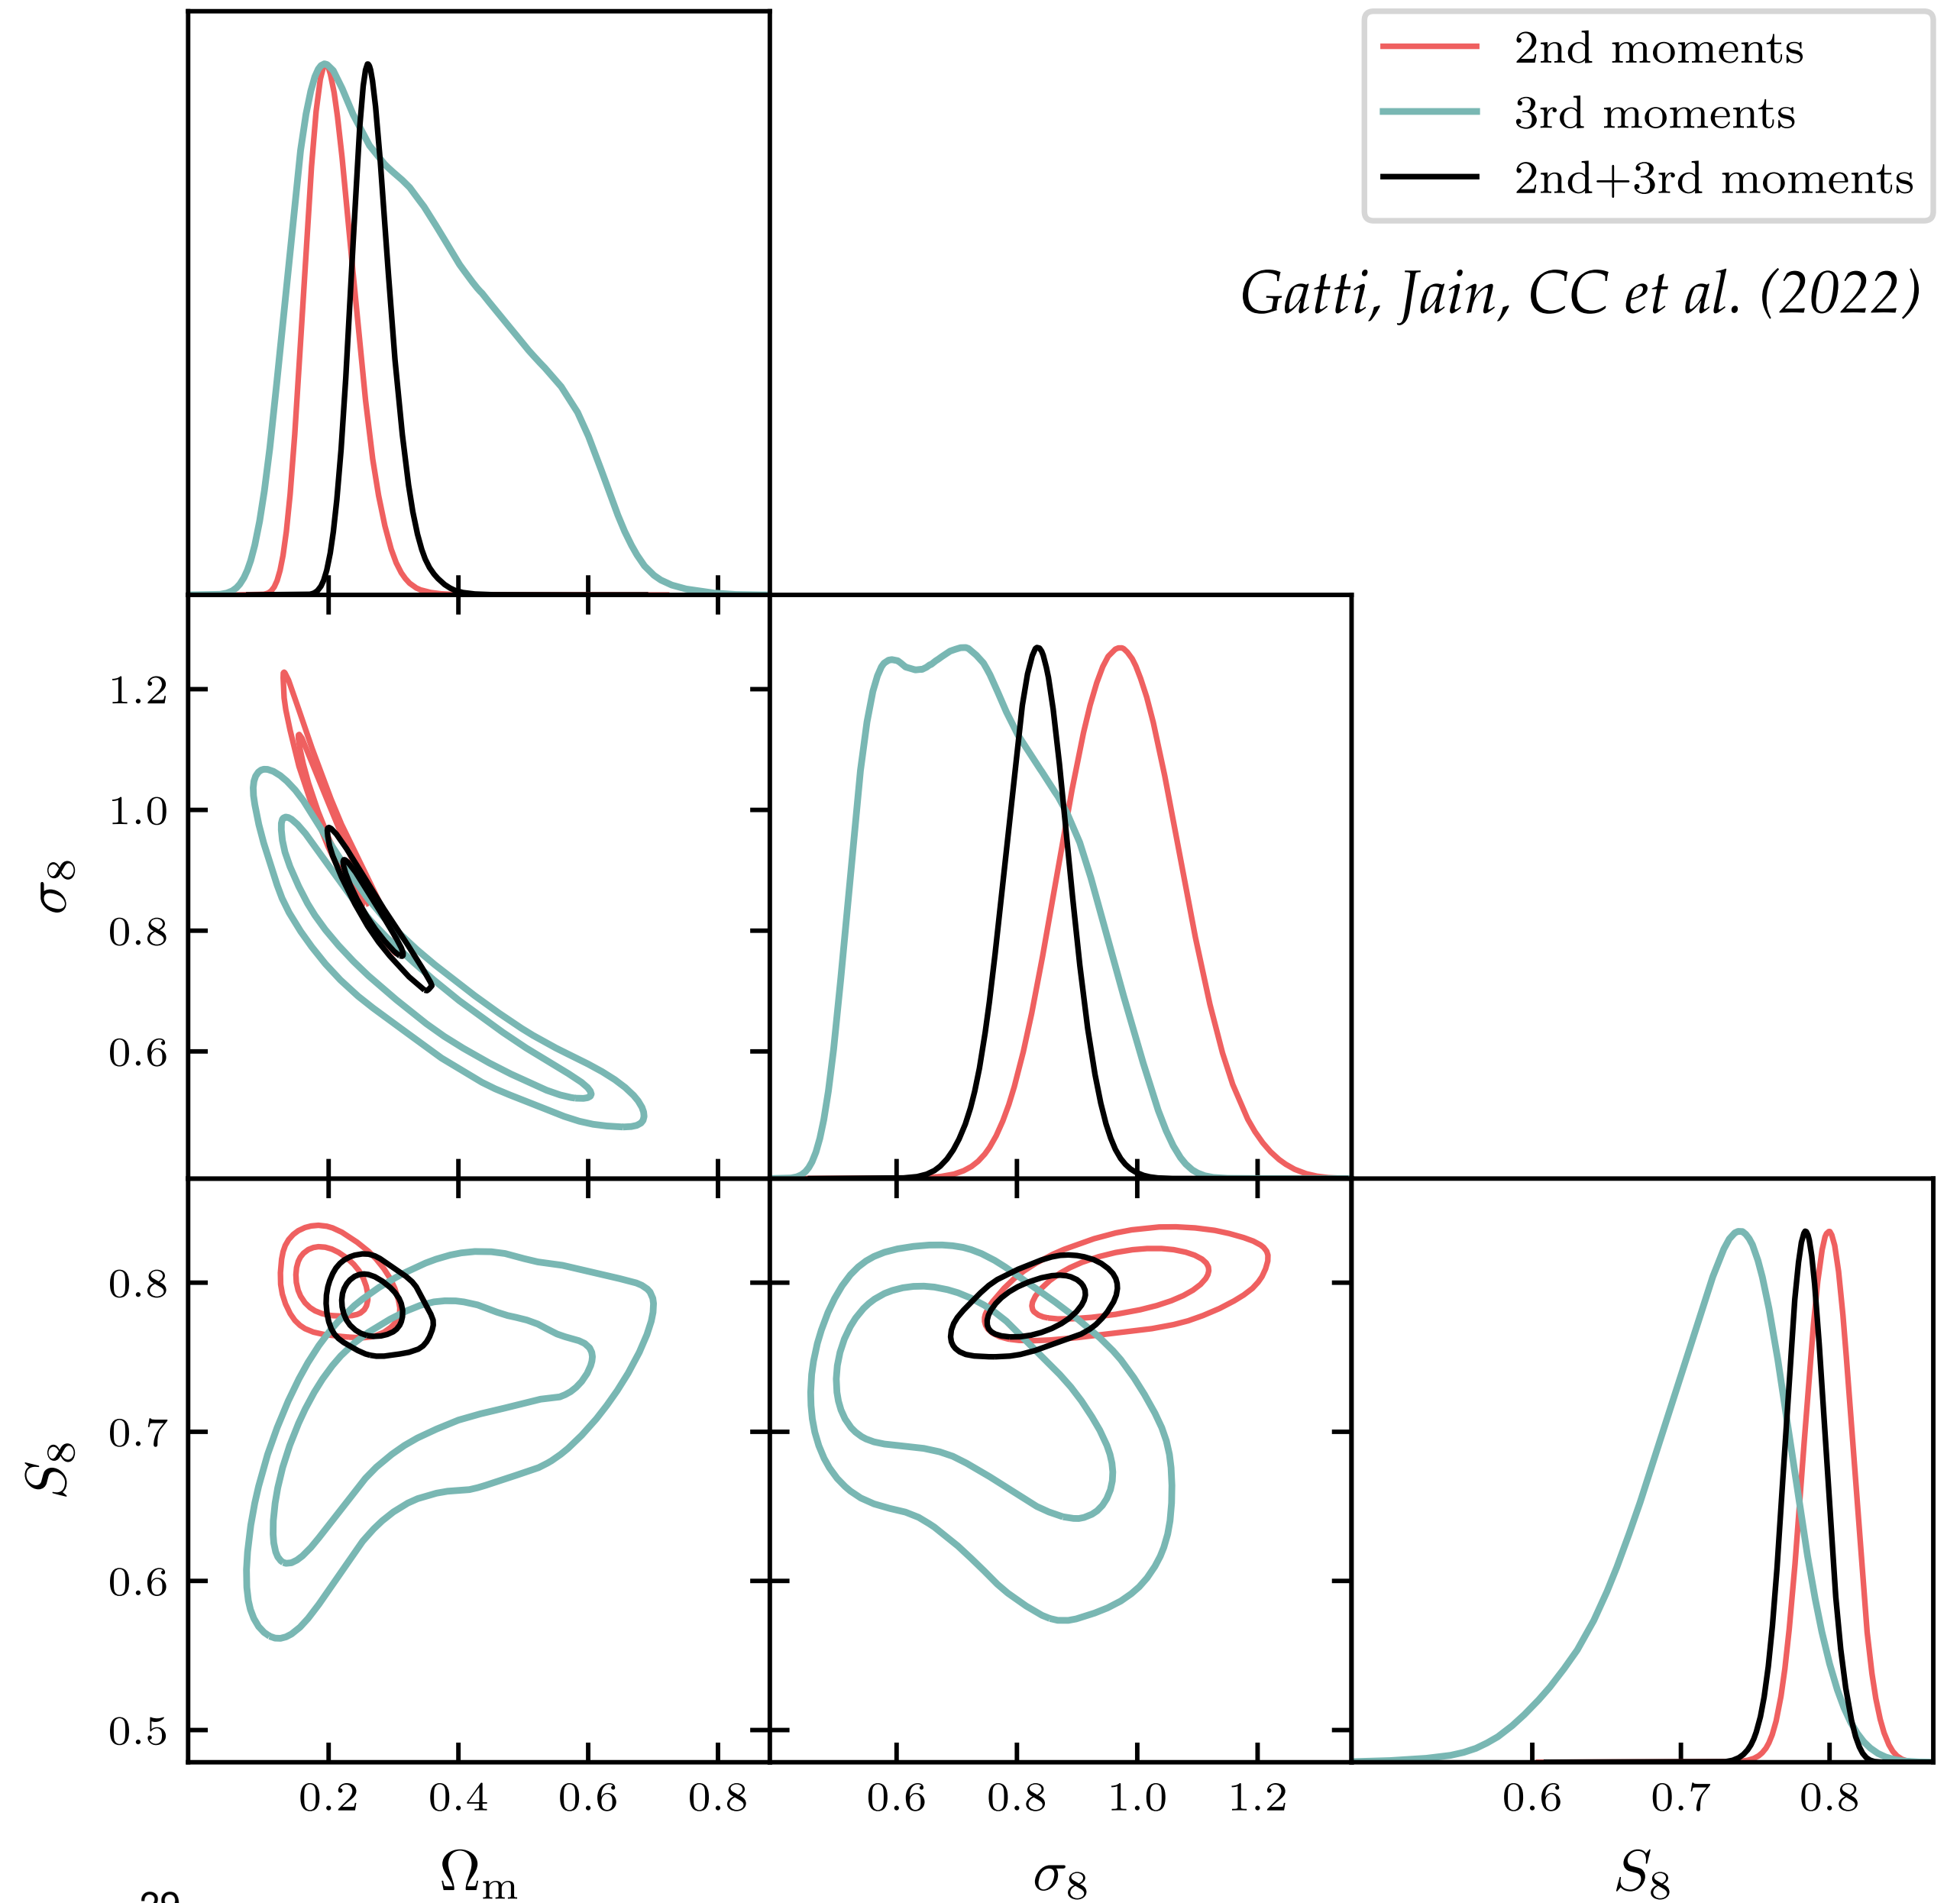 2nd moments
3rd moments
2nd+3rd moments
Gatti, Jain, CC et al. (2022)
1.2
1.0
0.8
0.6
σ8
0.8
0.7
0.6
0.5
S8
0.2 0.4 0.6 0.8
0.6 0.8 1.0 1.2
0.6 0.7 0.8
Ωm
σ8
S8